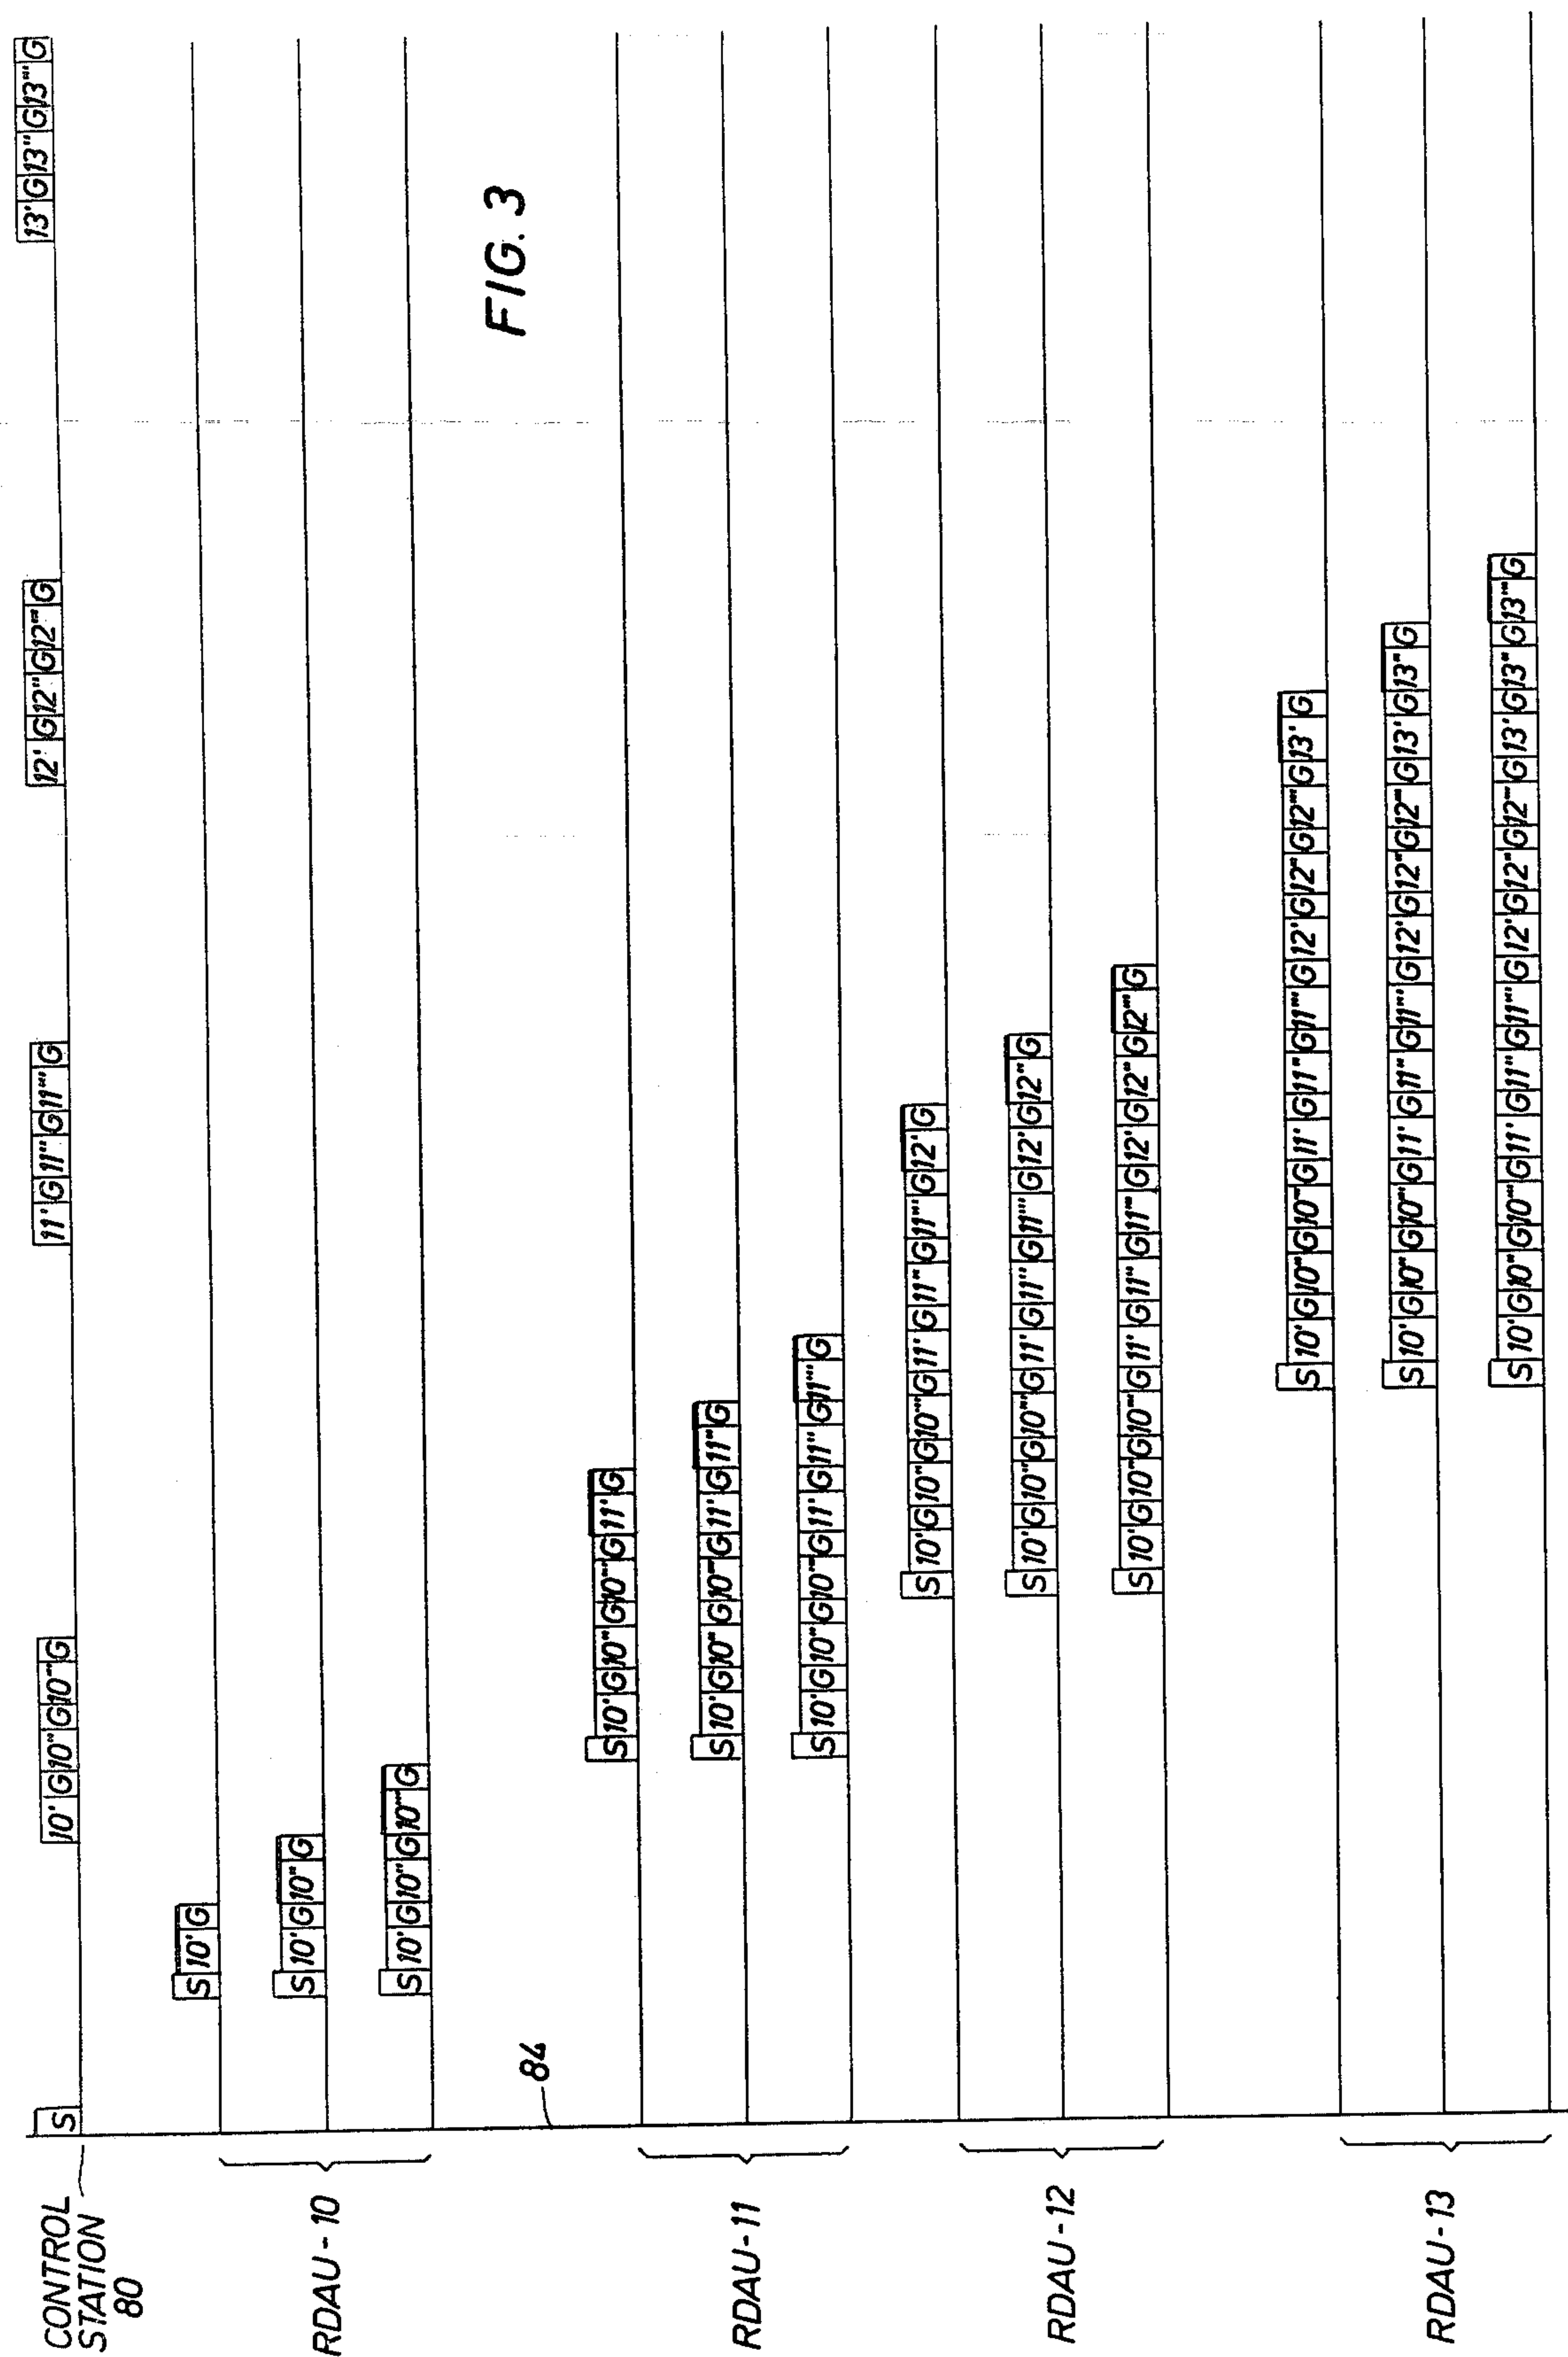 CONTROL
STATION
80
S 10' G 10" G 10''' G 11' G 11" G 11''' G 12' G 12" G 12''' G 13' G 13" G 13''' G
S 10' G
RDAU-10
S 10' G 10" G
S 10' G 10" G 10''' G
FIG. 3
84
S 10' G 10" G 10''' G 11' G
RDAU-11
S 10' G 10" G 10''' G 11' G 11" G
S 10' G 10" G 10''' G 11' G 11" G 11''' G
S 10' G 10" G 10''' G 11' G 11" G 11''' G 12' G
RDAU-12
S 10' G 10" G 10''' G 11' G 11" G 11''' G 12' G 12" G
S 10' G 10" G 10''' G 11' G 11" G 11''' G 12' G 12" G 12''' G
S 10' G 10" G 10''' G 11' G 11" G 11''' G 12' G 12" G 12''' G 13' G
RDAU-13
S 10' G 10" G 10''' G 11' G 11" G 11''' G 12' G 12" G 12''' G 13' G 13" G
S 10' G 10" G 10''' G 11' G 11" G 11''' G 12' G 12" G 12''' G 13' G 13" G 13''' G